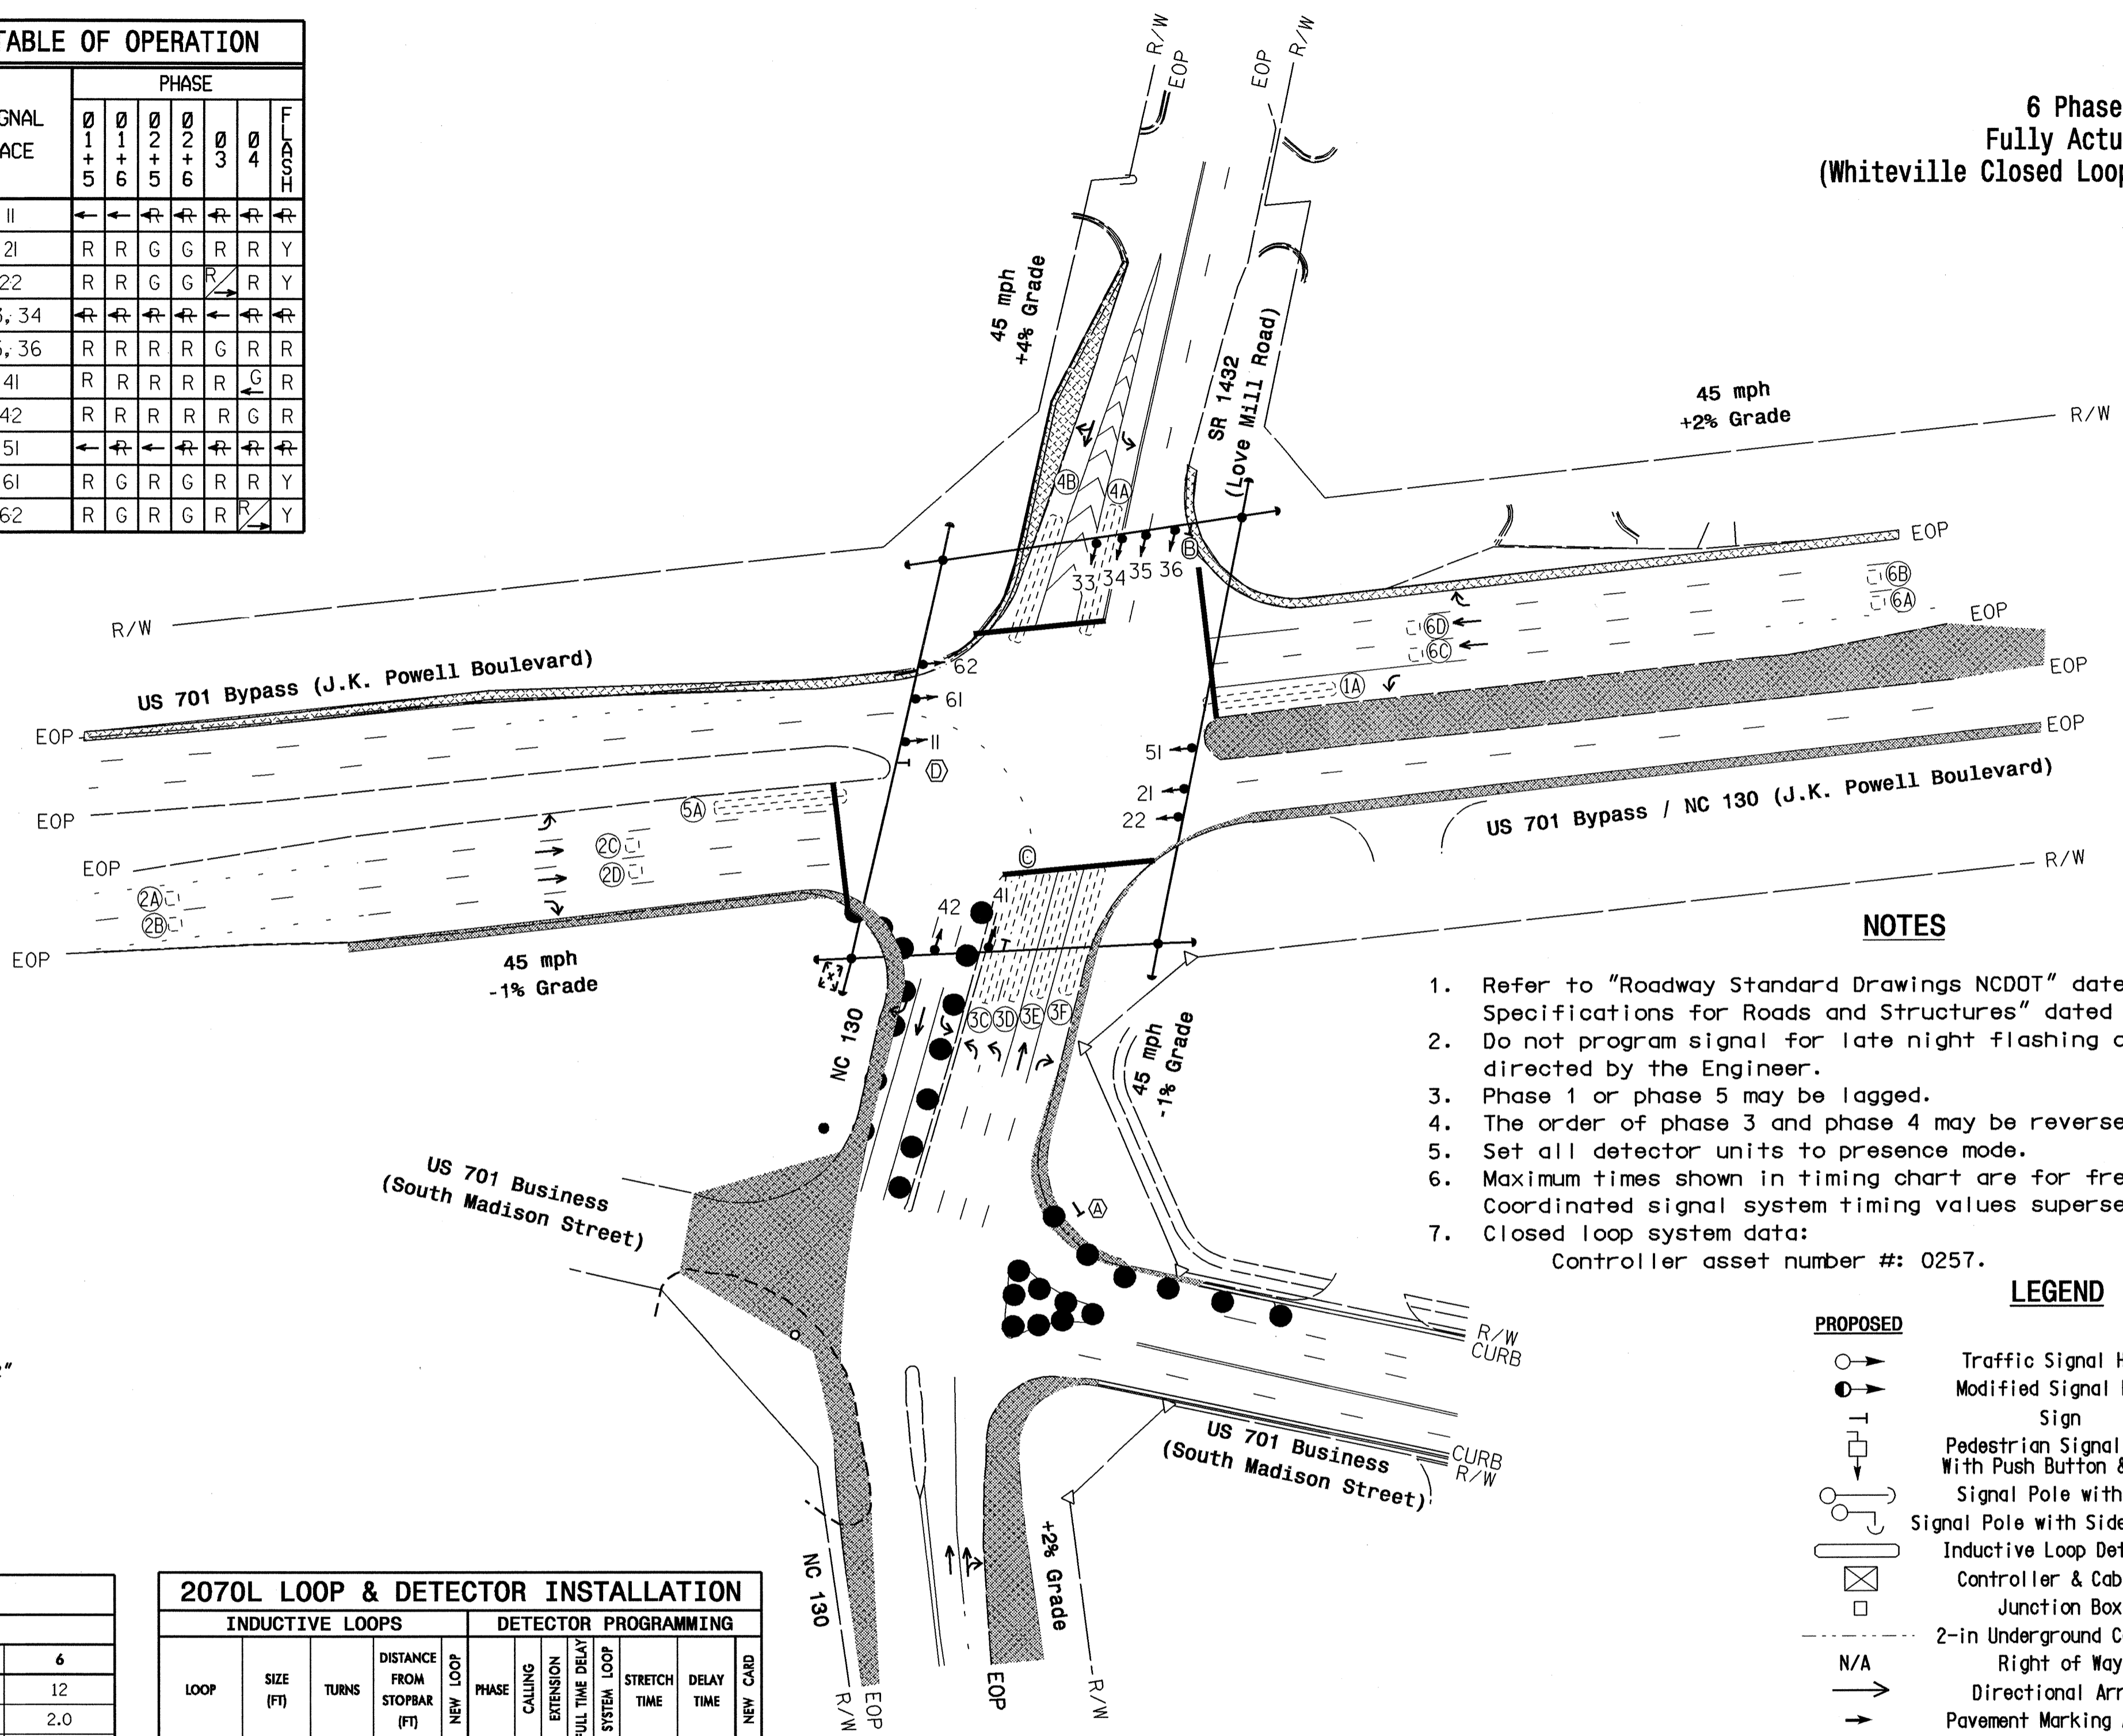 TABLE OF OPERATION
PHASE
Ø1+5 Ø1+6 Ø2+5 Ø2+6 Ø3 Ø4 FLASH
11 R R R R R
21 R R G G R R Y
22 R R G G R R Y
34 R R R R R R
36 R R R R G R R
41 R R R R R G R
42 R R R R R G R
51 R R R R R
61 R G R G R R Y
62 R G R G R R Y
6 Phase
Fully Actu
(Whiteville Closed Loop
R/W
EOP
EOP
R/W
45 mph
+4% Grade
SR 1432
(Love Mill Road)
45 mph
+2% Grade
R/W
4B
4A
B
33 34 35 36
EOP
6B
6A
6D
6C
EOP
R/W
US 701 Bypass (J.K. Powell Boulevard)
62
61
11
D
1A
EOP
EOP
EOP
51
21
22
US 701 Bypass / NC 130 (J.K. Powell Boulevard)
R/W
EOP
5A
2C
2D
EOP
2A
2B
EOP
C
41
42
45 mph
-1% Grade
NC 130
3C 3D 3E 3F
45 mph
-1% Grade
US 701 Business
(South Madison Street)
A
R/W
CURB
US 701 Business
(South Madison Street)
CURB
R/W
NC 130
+2% Grade
R/W
EOP
EOP
R/W
NOTES
1. Refer to "Roadway Standard Drawings NCDOT" date
Specifications for Roads and Structures" dated
2. Do not program signal for late night flashing
directed by the Engineer.
3. Phase 1 or phase 5 may be lagged.
4. The order of phase 3 and phase 4 may be reverse
5. Set all detector units to presence mode.
6. Maximum times shown in timing chart are for fre
Coordinated signal system timing values superse
7. Closed loop system data:
Controller asset number #: 0257.
LEGEND
PROPOSED
Traffic Signal H
Modified Signal
Sign
Pedestrian Signal
With Push Button &
Signal Pole with
Signal Pole with Side
Inductive Loop Det
Controller & Cab
Junction Box
2-in Underground C
N/A Right of Way
Directional Arr
Pavement Marking
6
12
2.0
2070L LOOP & DETECTOR INSTALLATION
INDUCTIVE LOOPS DETECTOR PROGRAMMING
LOOP SIZE (FT) TURNS DISTANCE FROM STOPBAR (FT) NEW LOOP PHASE CALLING EXTENSION FULL TIME DELAY SYSTEM LOOP STRETCH TIME DELAY TIME NEW CARD